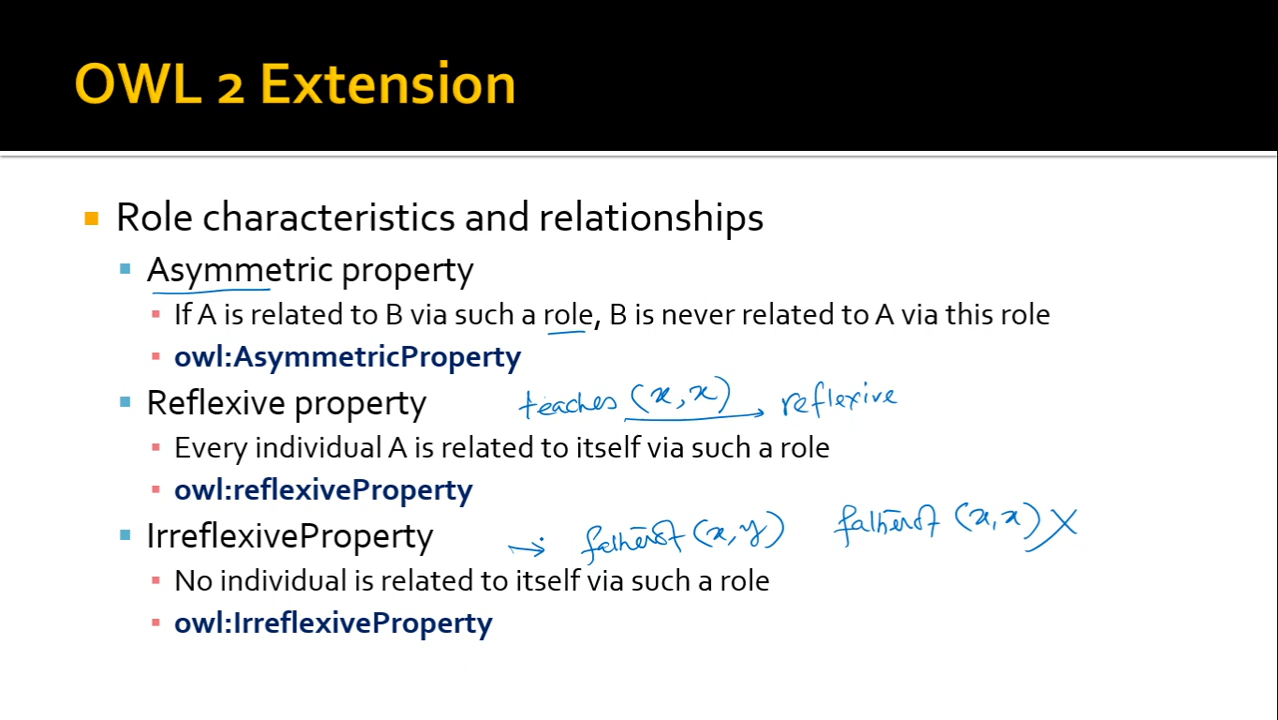 OWL 2 Extension
Role characteristics and relationships
Asymmetric property
If A is related to B via such a role, B is never related to A via this role
owl:AsymmetricProperty
Reflexive property teaches (x,x) → reflexive
Every individual A is related to itself via such a role
owl:reflexiveProperty
IrreflexiveProperty → fatherof (x,y) fatherof (x,x) X
No individual is related to itself via such a role
owl:IrreflexiveProperty